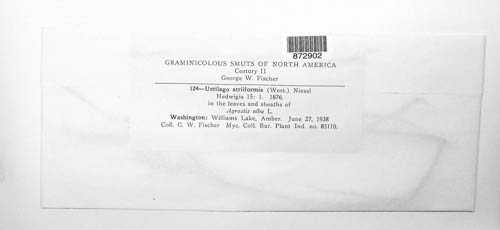 872902
GRAMINICOLOUS SMUTS OF NORTH AMERICA
Century II
George W. Fischer
124—Ustilago striiformis (West.) Niessl
Hedwigia 15: 1. 1876.
in the leaves and sheaths of
Agrostis alba L.
Washington: Williams Lake, Amber. June 27, 1938
Coll. G. W. Fischer Myc. Coll. Bur. Plant Ind. no. 85110.